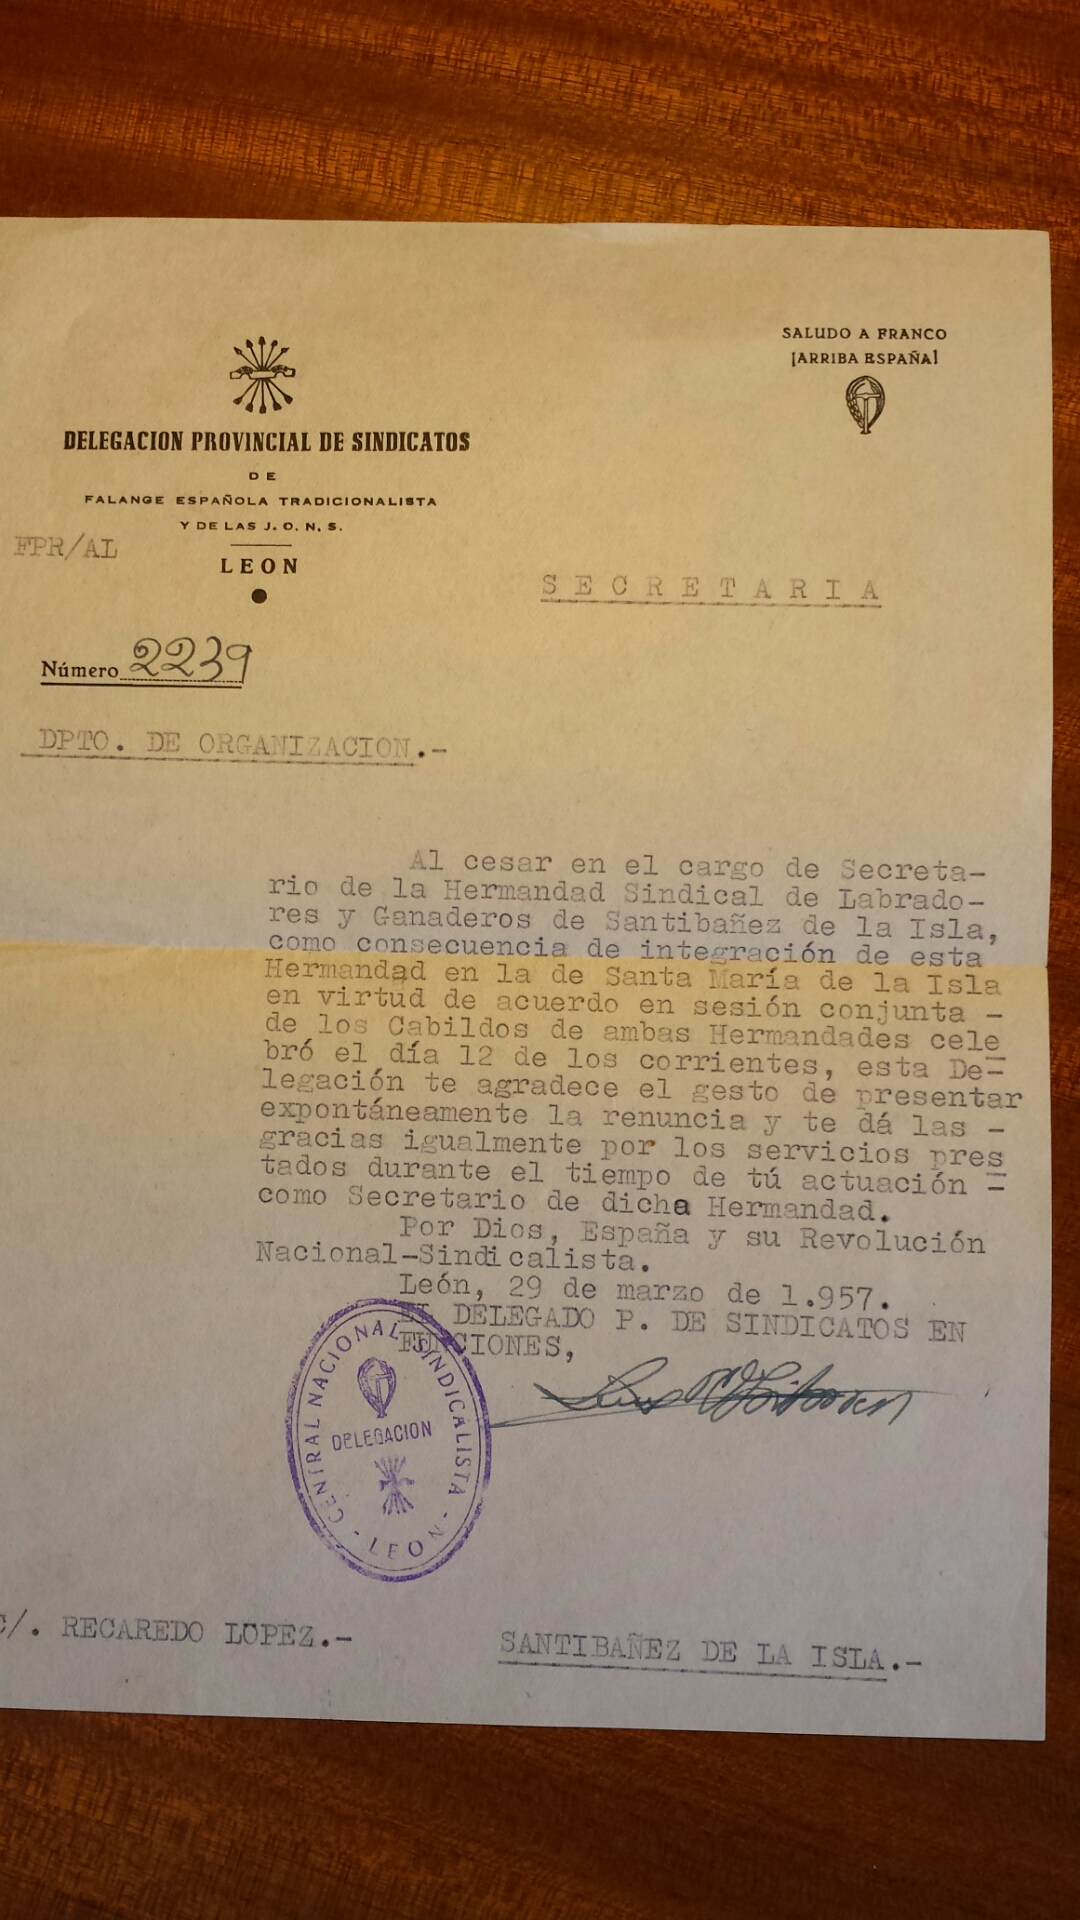 SALUDO A FRANCO
¡ARRIBA ESPAÑA!
DELEGACION PROVINCIAL DE SINDICATOS
DE
FALANGE ESPAÑOLA TRADICIONALISTA
Y DE LAS J. O. N. S.
FPR/AL
LEON
SECRETARIA
Número 2239
DPTO. DE ORGANIZACION.-
Al cesar en el cargo de Secreta-
rio de la Hermandad Sindical de Labrado-
res y Ganaderos de Santibañez de la Isla,
como consecuencia de integración de esta
Hermandad en la de Santa María de la Isla
en virtud de acuerdo en sesión conjunta -
de los Cabildos de ambas Hermandades cele
bró el día 12 de los corrientes, esta De-
legación te agradece el gesto de presentar
expontáneamente la renuncia y te dá las -
gracias igualmente por los servicios pres
tados durante el tiempo de tú actuación -
como Secretario de dicha Hermandad.
Por Dios, España y su Revolución
Nacional-Sindicalista.
León, 29 de marzo de 1.957.
EL DELEGADO P. DE SINDICATOS EN
FUNCIONES,
CENTRAL NACIONAL SINDICALISTA
DELEGACION
- LEON -
C/. RECAREDO LOPEZ.-
SANTIBAÑEZ DE LA ISLA.-